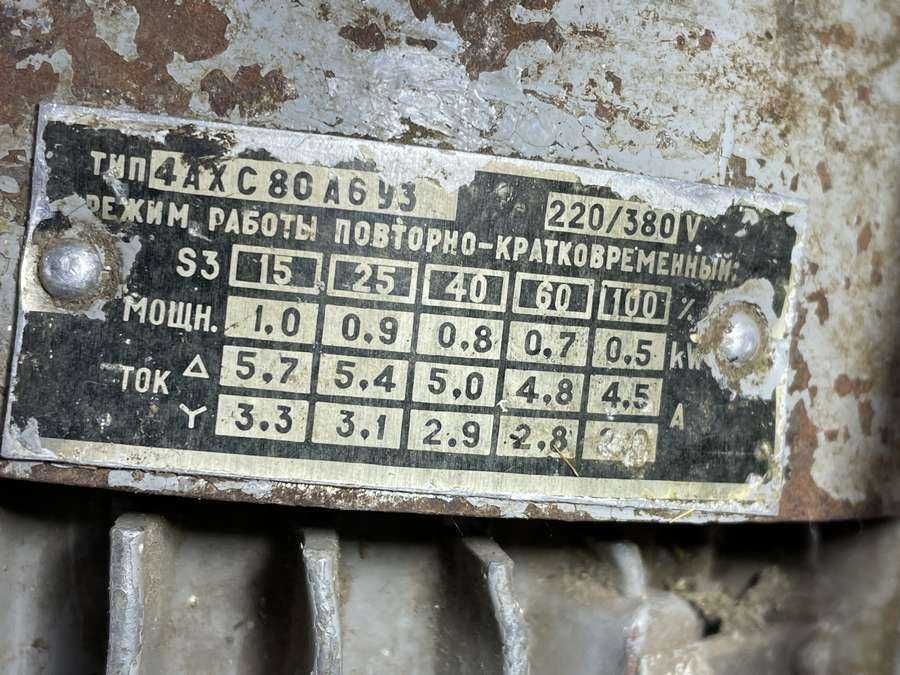 ТИП 4АХС80А6У3 220/380 V
РЕЖИМ РАБОТЫ ПОВТОРНО-КРАТКОВРЕМЕННЫЙ:
S3 15 25 40 60 100 %
МОЩН. 1.0 0.9 0.8 0.7 0.5 kW
ТОК Δ 5.7 5.4 5.0 4.8 4.5 А
Y 3.3 3.1 2.9 2.8